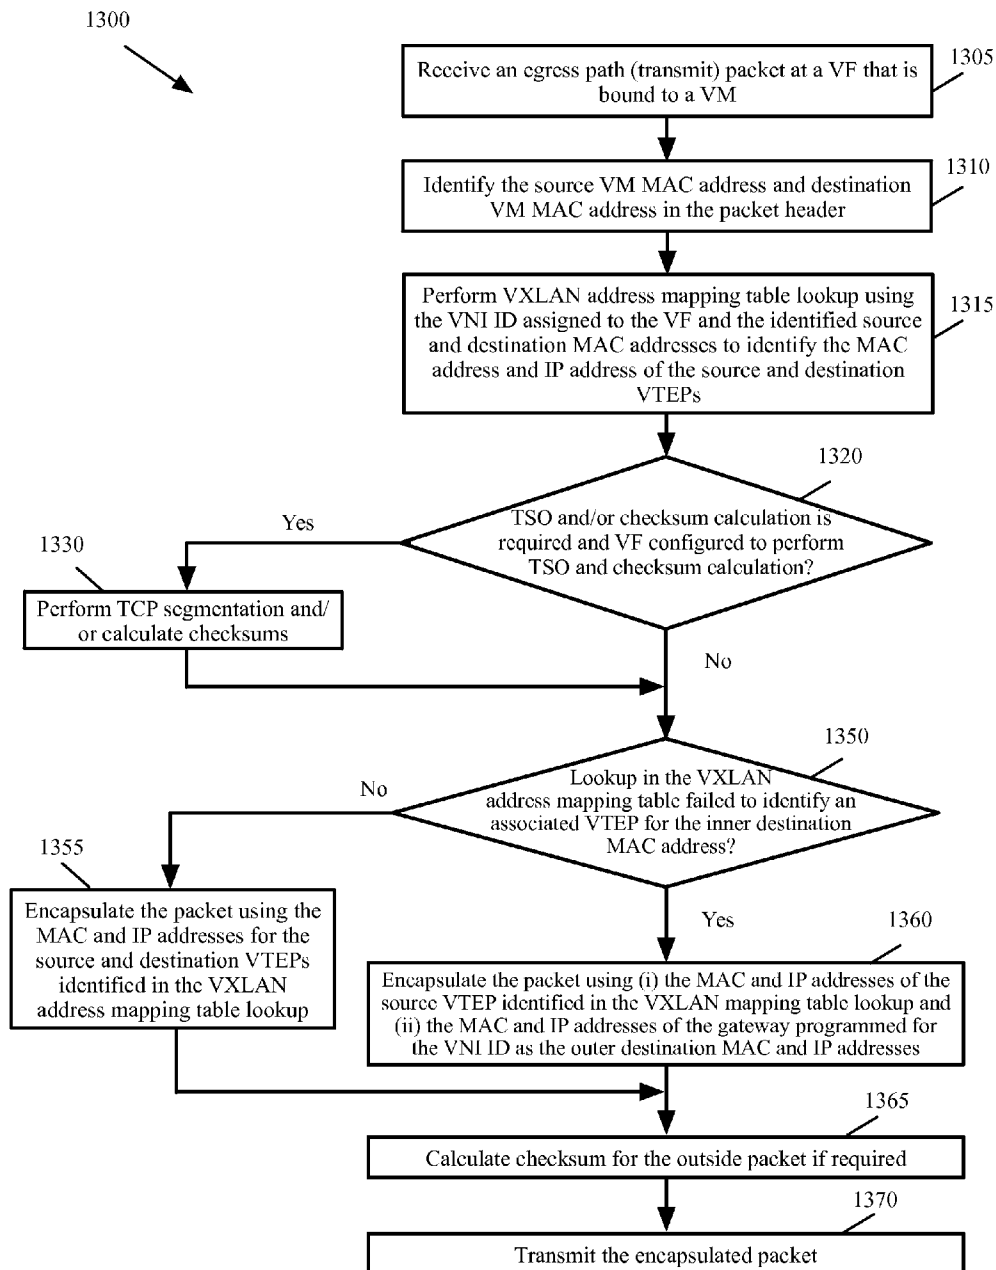 1300
1305
Receive an egress path (transmit) packet at a VF that is
bound to a VM
1310
Identify the source VM MAC address and destination
VM MAC address in the packet header
1315
Perform VXLAN address mapping table lookup using
the VNI ID assigned to the VF and the identified source
and destination MAC addresses to identify the MAC
address and IP address of the source and destination
VTEPs
1320
TSO and/or checksum calculation is
required and VF configured to perform
TSO and checksum calculation?
Yes
1330
Perform TCP segmentation and/
or calculate checksums
No
1350
Lookup in the VXLAN
address mapping table failed to identify an
associated VTEP for the inner destination
MAC address?
No
1355
Encapsulate the packet using the
MAC and IP addresses for the
source and destination VTEPs
identified in the VXLAN
address mapping table lookup
Yes
1360
Encapsulate the packet using (i) the MAC and IP addresses of the
source VTEP identified in the VXLAN mapping table lookup and
(ii) the MAC and IP addresses of the gateway programmed for
the VNI ID as the outer destination MAC and IP addresses
1365
Calculate checksum for the outside packet if required
1370
Transmit the encapsulated packet